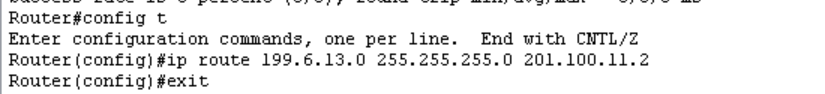 Router#config t
Enter configuration commands, one per line.  End with CNTL/Z
Router(config)#ip route 199.6.13.0 255.255.255.0 201.100.11.2
Router(config)#exit